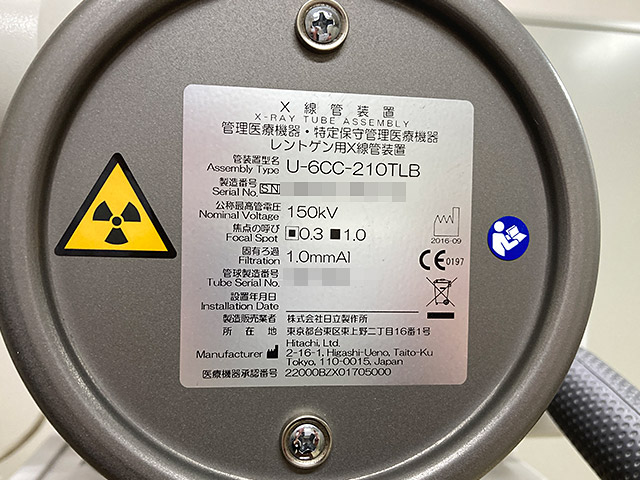 X線管装置
X-RAY TUBE ASSEMBLY
管理医療機器・特定保守管理医療機器
レントゲン用X線管装置
管装置型名
Assembly Type U-6CC-210TLB
製造番号
Serial No. SN
公称最高管電圧
Nominal Voltage 150kV
焦点の呼び
Focal Spot 0.3 1.0
固有ろ過
Filtration 1.0mmAl
管球製造番号
Tube Serial No.
設置年月日
Installation Date
2016-09
CE0197
製造販売業者 株式会社日立製作所
所在地 東京都台東区東上野二丁目16番1号
Manufacturer Hitachi, Ltd.
2-16-1, Higashi-Ueno, Taito-Ku
Tokyo, 110-0015, Japan
医療機器承認番号 22000BZX01705000